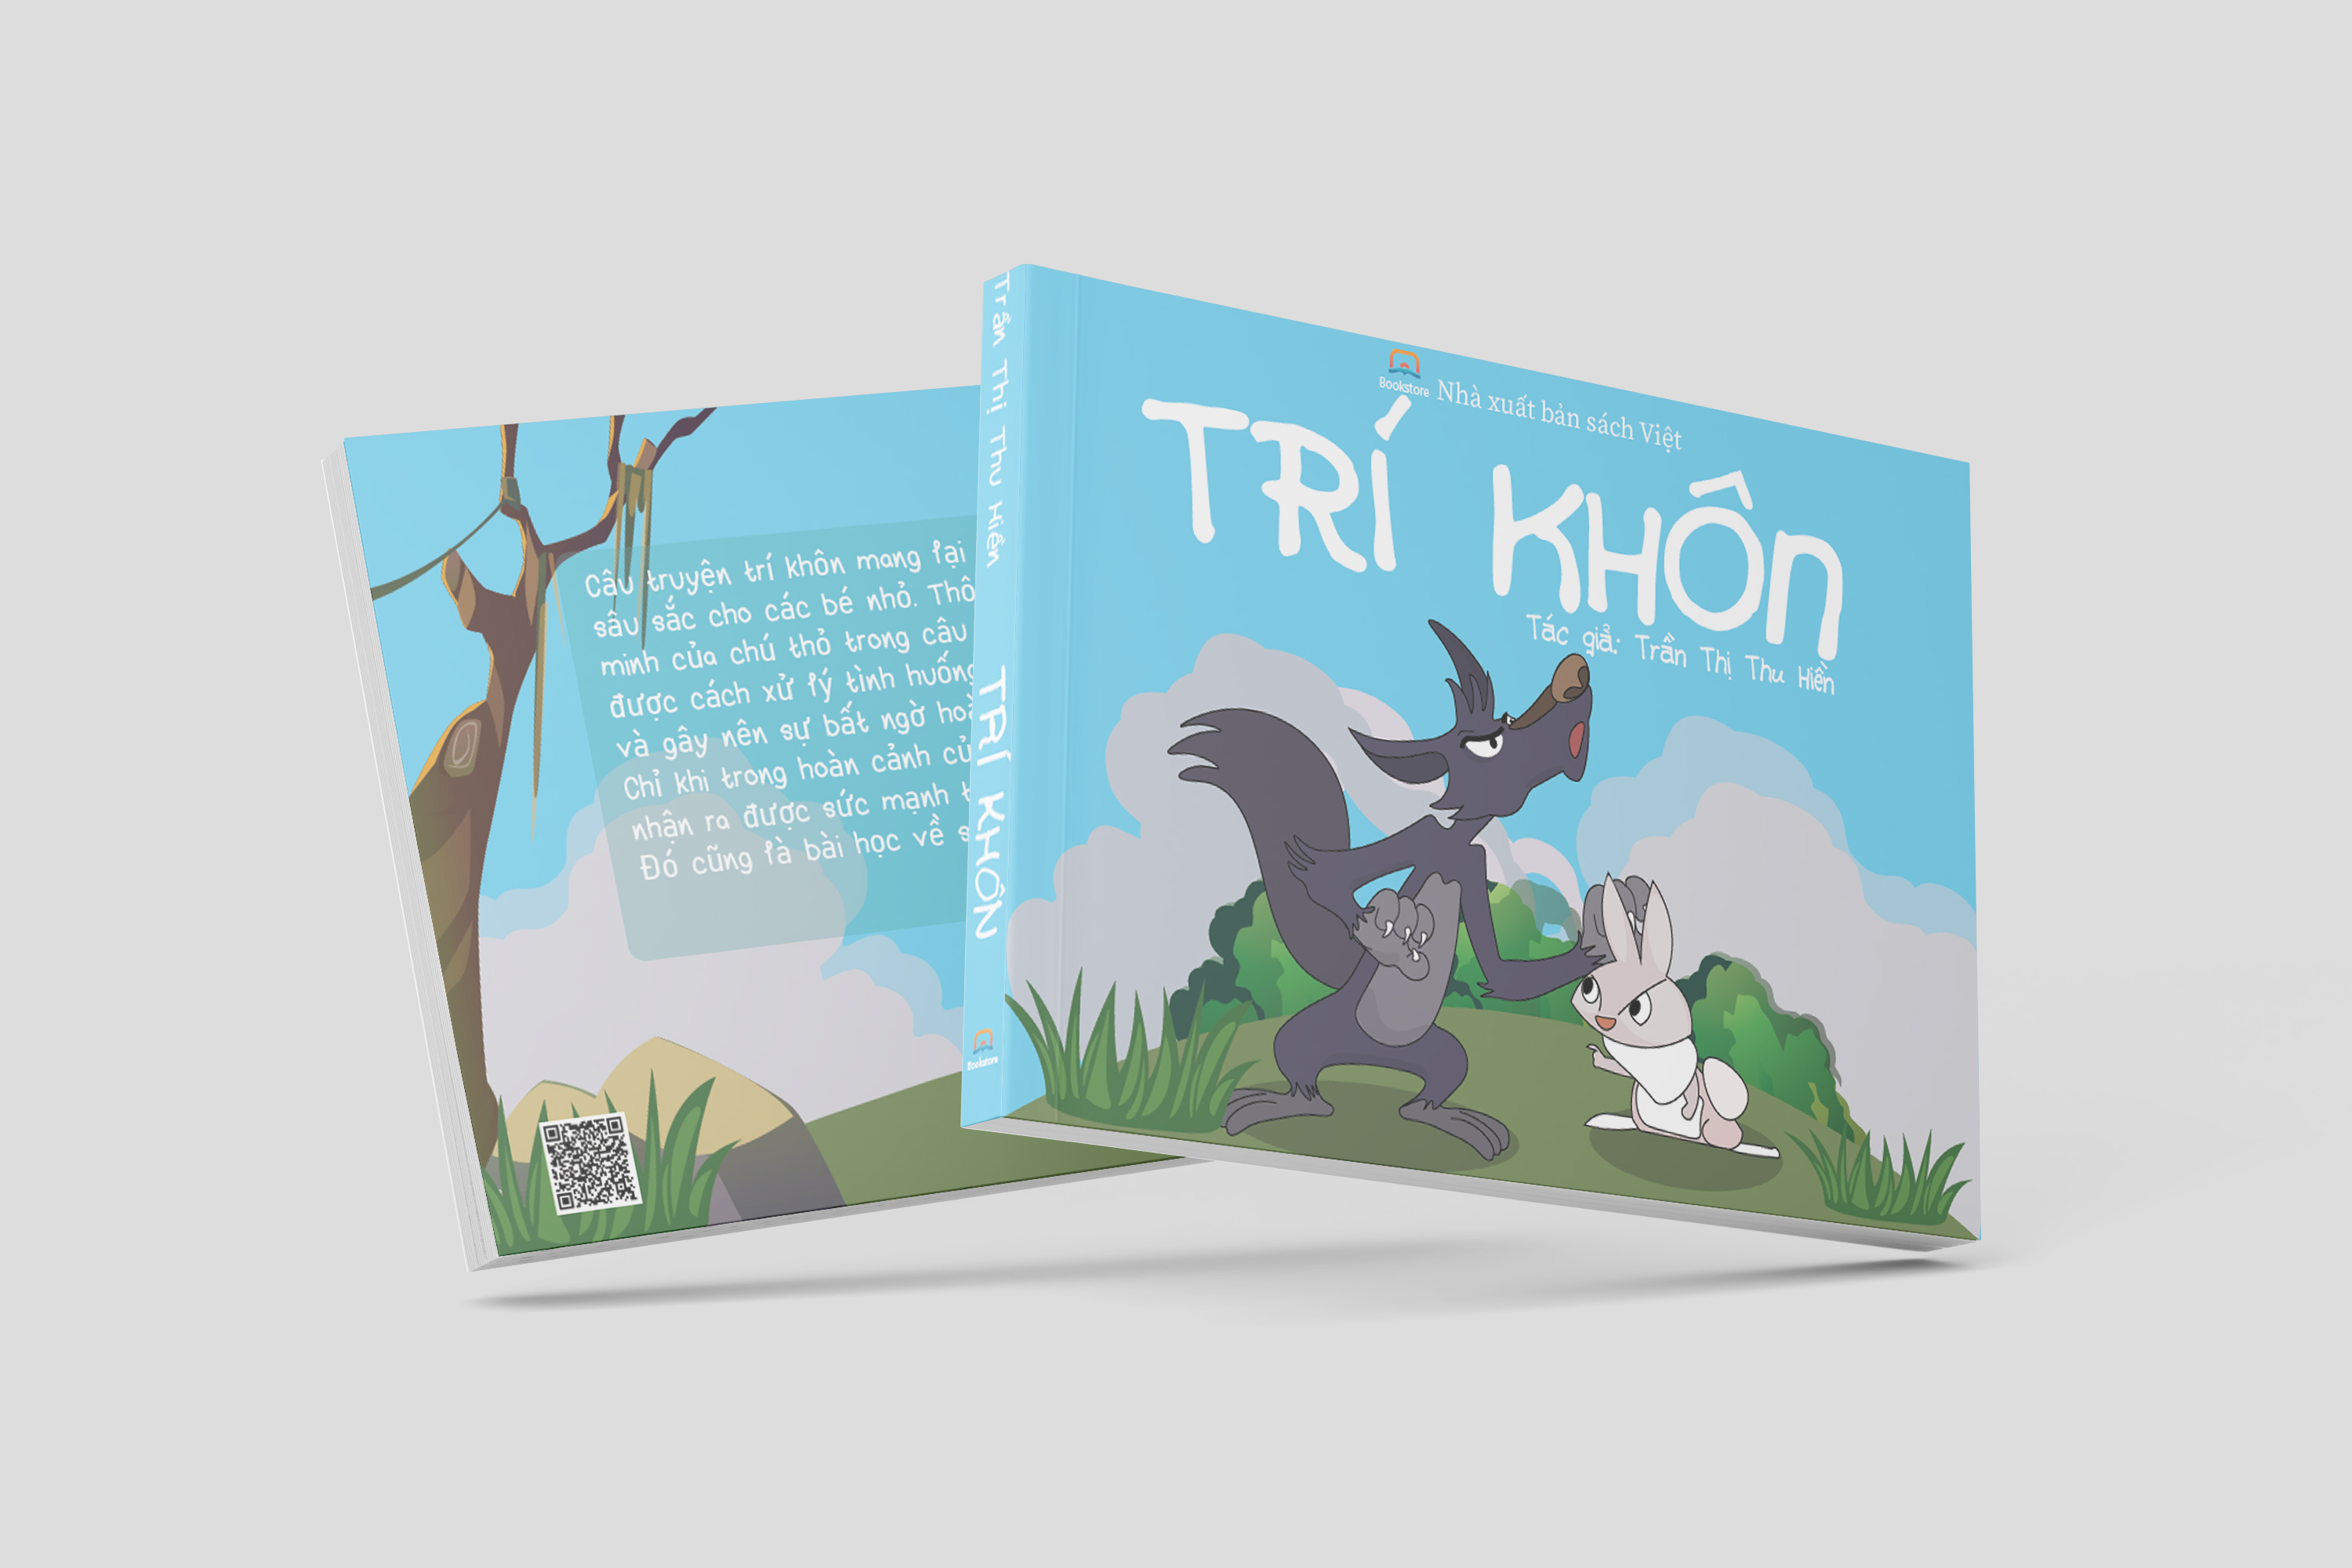 Câu truyện trí khôn mang lại
sâu sắc cho các bé nhỏ. Thô
minh của chú thỏ trong câu
được cách xử lý tình huống
và gây nên sự bất ngờ
Chỉ khi trong hoàn cảnh
nhận ra được sức mạnh
Đó cũng là bài học về
Trần Thị Thu Hiền
TRÍ KHÔN
Bookstore
Bookstore
Nhà xuất bản sách Việt
TRÍ KHÔN
Tác giả: Trần Thị Thu Hiền